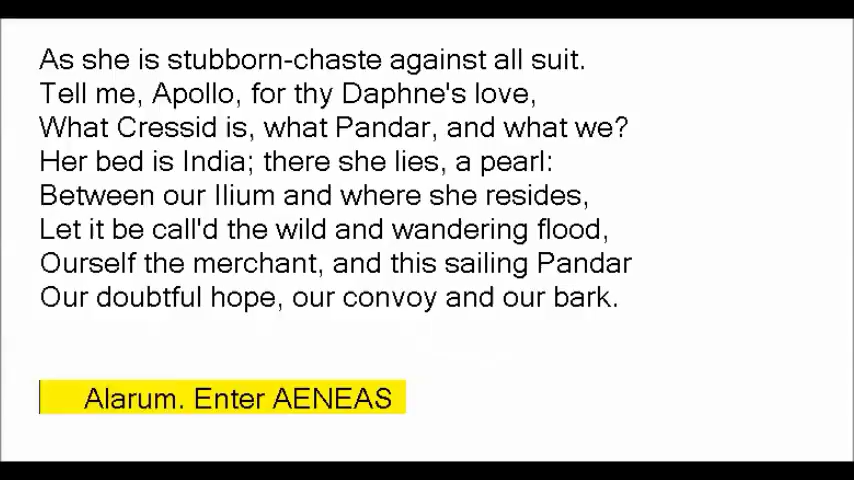 As she is stubborn-chaste against all suit.
Tell me, Apollo, for thy Daphne's love,
What Cressid is, what Pandar, and what we?
Her bed is India; there she lies, a pearl:
Between our Ilium and where she resides,
Let it be call'd the wild and wandering flood,
Ourself the merchant, and this sailing Pandar
Our doubtful hope, our convoy and our bark.
Alarum. Enter AENEAS